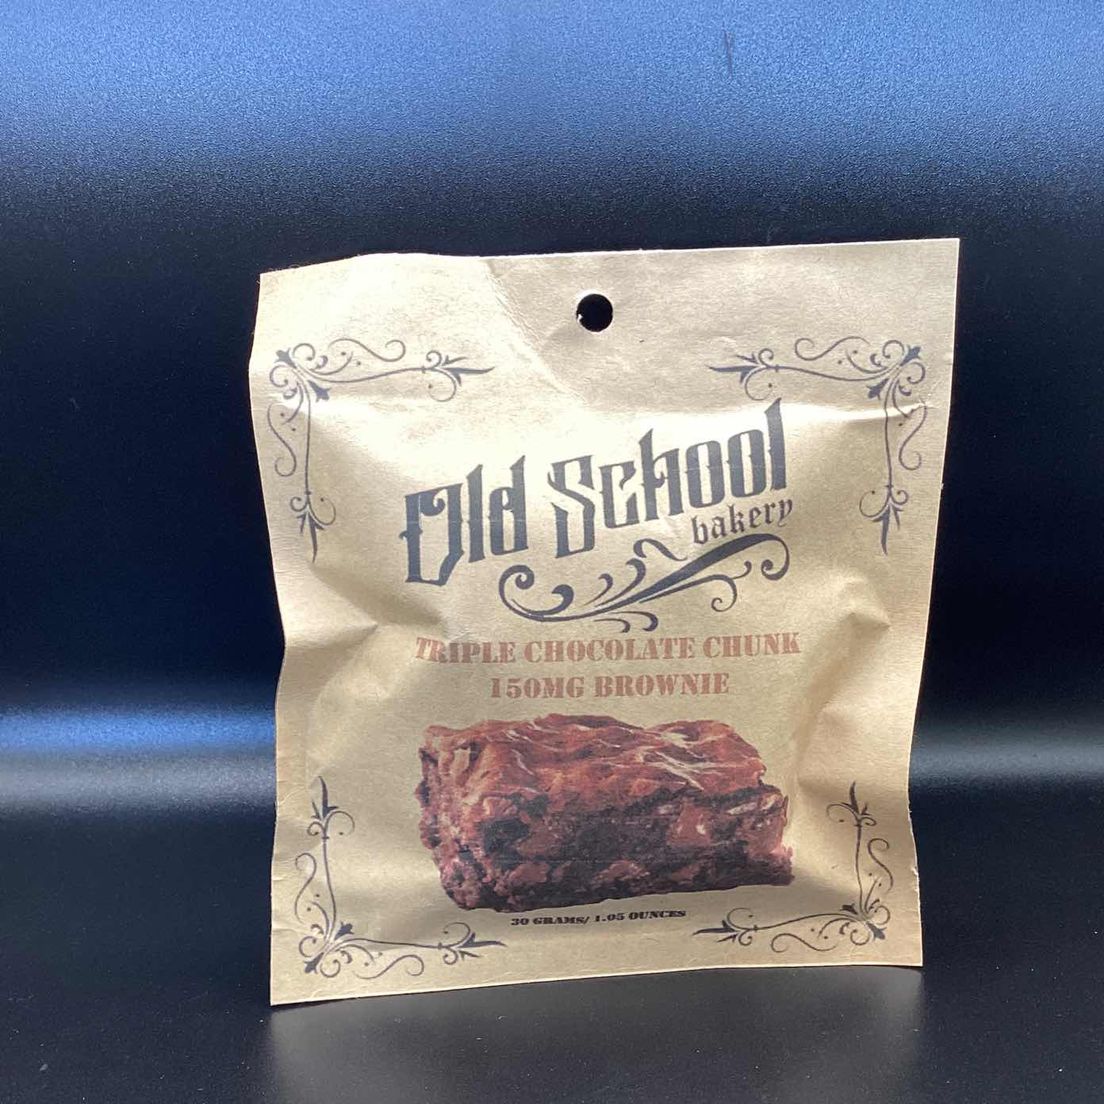 Old School
bakery
TRIPLE CHOCOLATE CHUNK
150MG BROWNIE
30 GRAMS/ 1.05 OUNCES